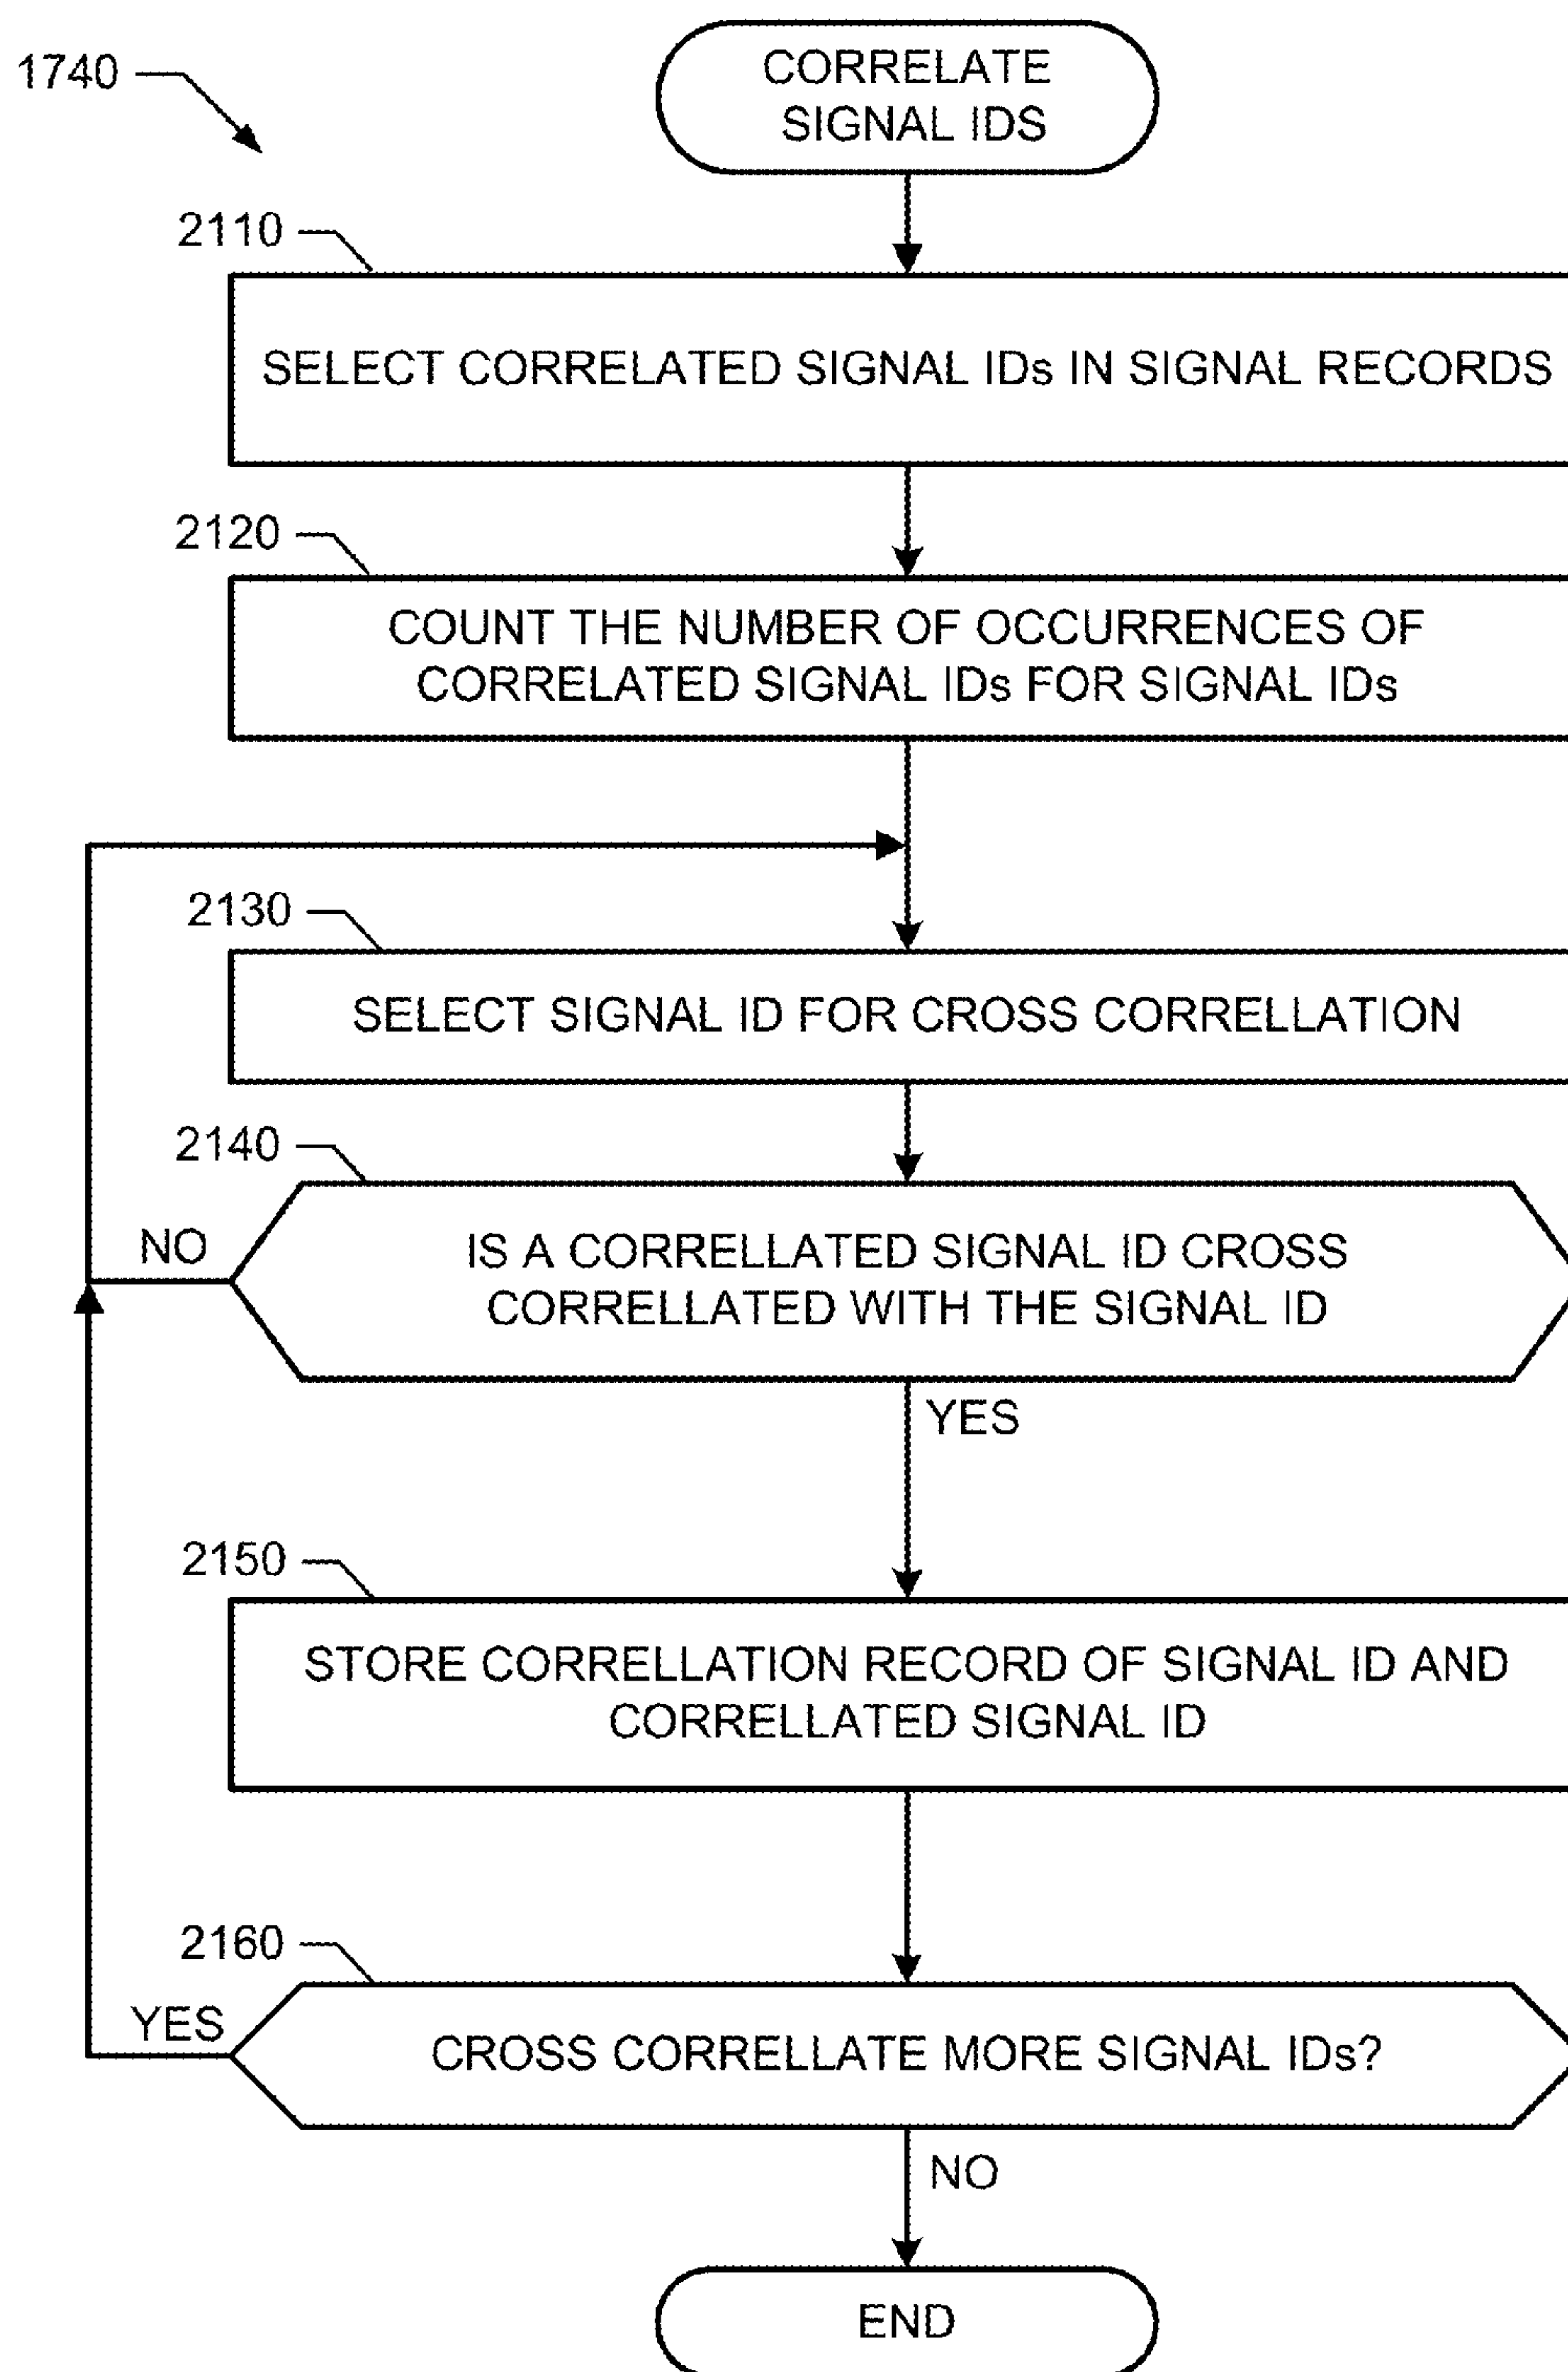 1740
CORRELATE
SIGNAL IDS
2110
SELECT CORRELATED SIGNAL IDs IN SIGNAL RECORDS
2120
COUNT THE NUMBER OF OCCURRENCES OF
CORRELATED SIGNAL IDs FOR SIGNAL IDs
2130
SELECT SIGNAL ID FOR CROSS CORRELLATION
2140
NO
IS A CORRELLATED SIGNAL ID CROSS
CORRELLATED WITH THE SIGNAL ID
YES
2150
STORE CORRELLATION RECORD OF SIGNAL ID AND
CORRELLATED SIGNAL ID
2160
YES
CROSS CORRELLATE MORE SIGNAL IDs?
NO
END